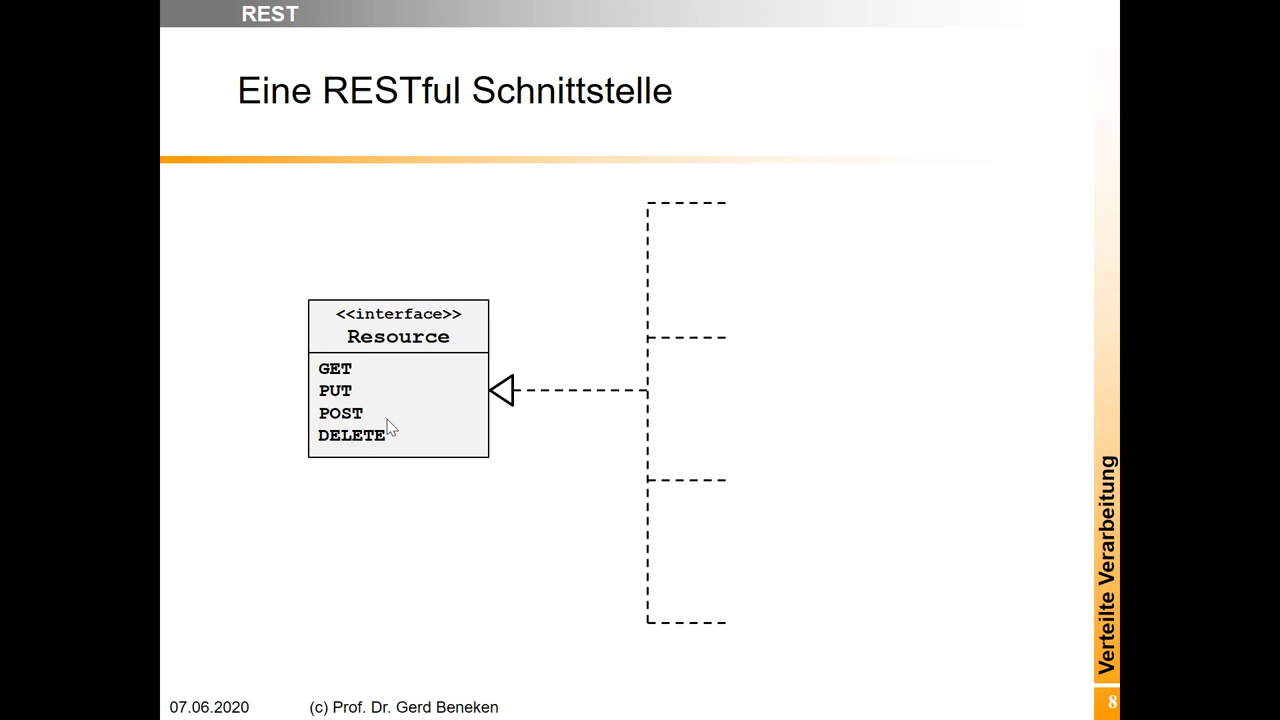 REST
Eine RESTful Schnittstelle
<<interface>>
Resource
GET
PUT
POST
DELETE
Verteilte Verarbeitung
07.06.2020
(c) Prof. Dr. Gerd Beneken
8